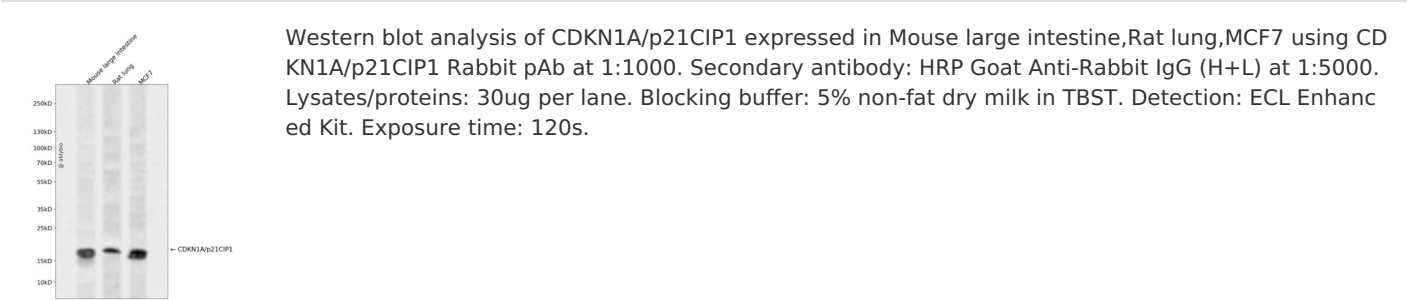 Mouse large intestine
Rat lung
MCF7
250kD
130kD
100kD
70kD
55kD
35kD
25kD
15kD
10kD
@ abbybio
← CDKN1A/p21CIP1
Western blot analysis of CDKN1A/p21CIP1 expressed in Mouse large intestine,Rat lung,MCF7 using CD
KN1A/p21CIP1 Rabbit pAb at 1:1000. Secondary antibody: HRP Goat Anti-Rabbit IgG (H+L) at 1:5000.
Lysates/proteins: 30ug per lane. Blocking buffer: 5% non-fat dry milk in TBST. Detection: ECL Enhanc
ed Kit. Exposure time: 120s.